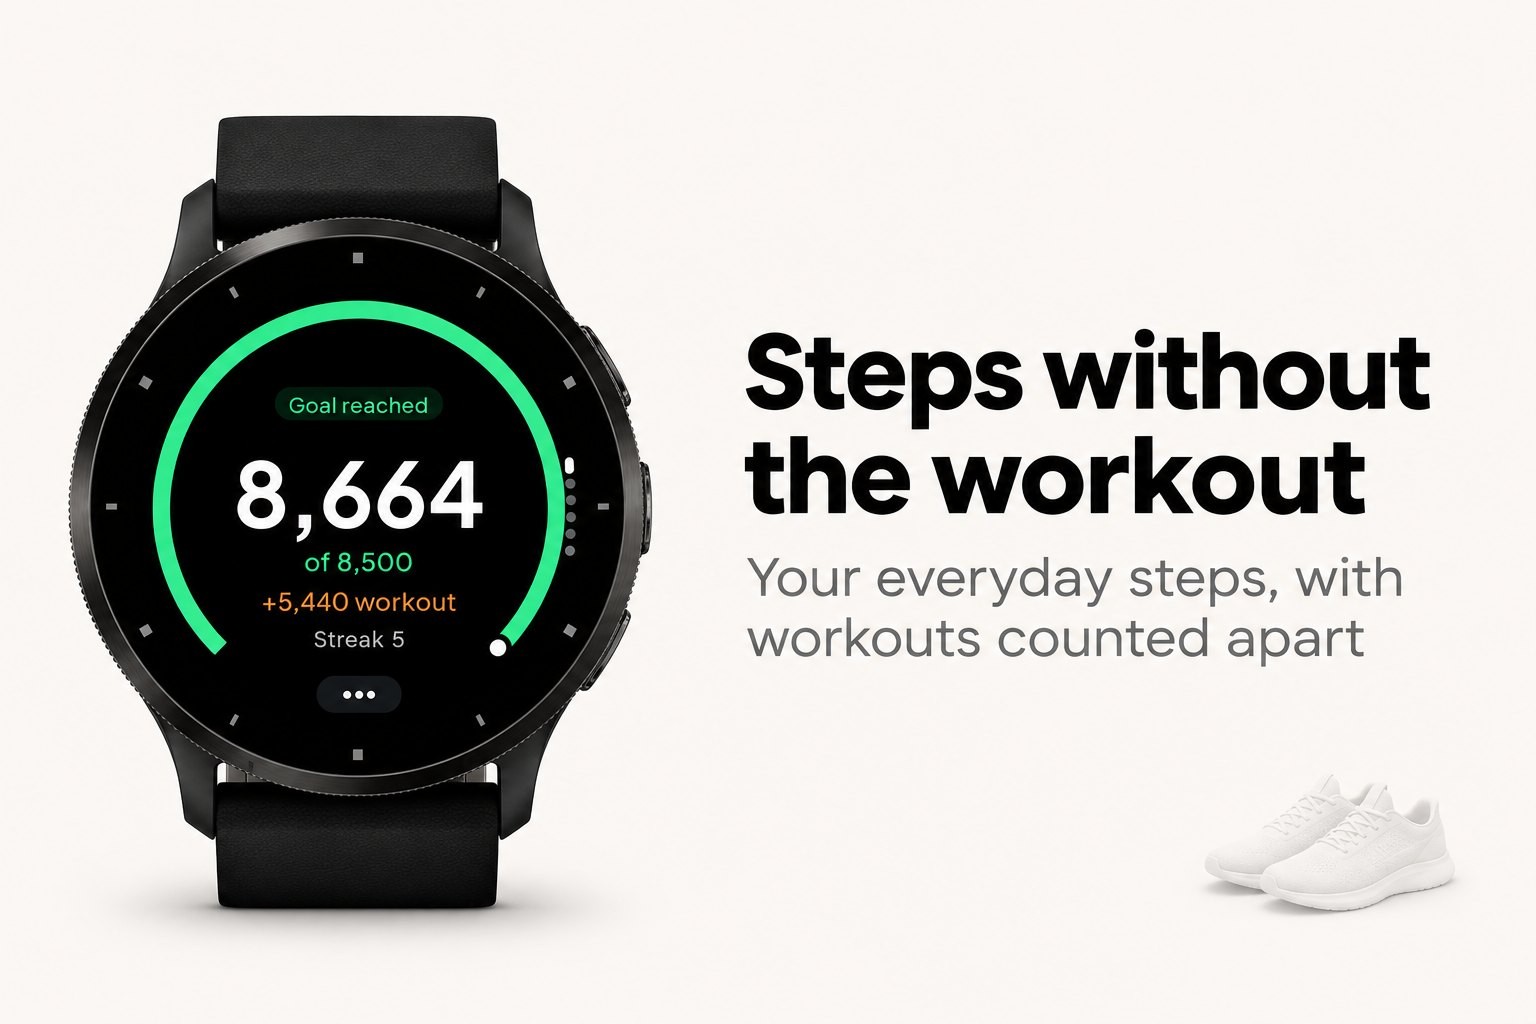 Goal reached
8,664
of 8,500
+5,440 workout
Streak 5
Steps without
the workout
Your everyday steps, with
workouts counted apart